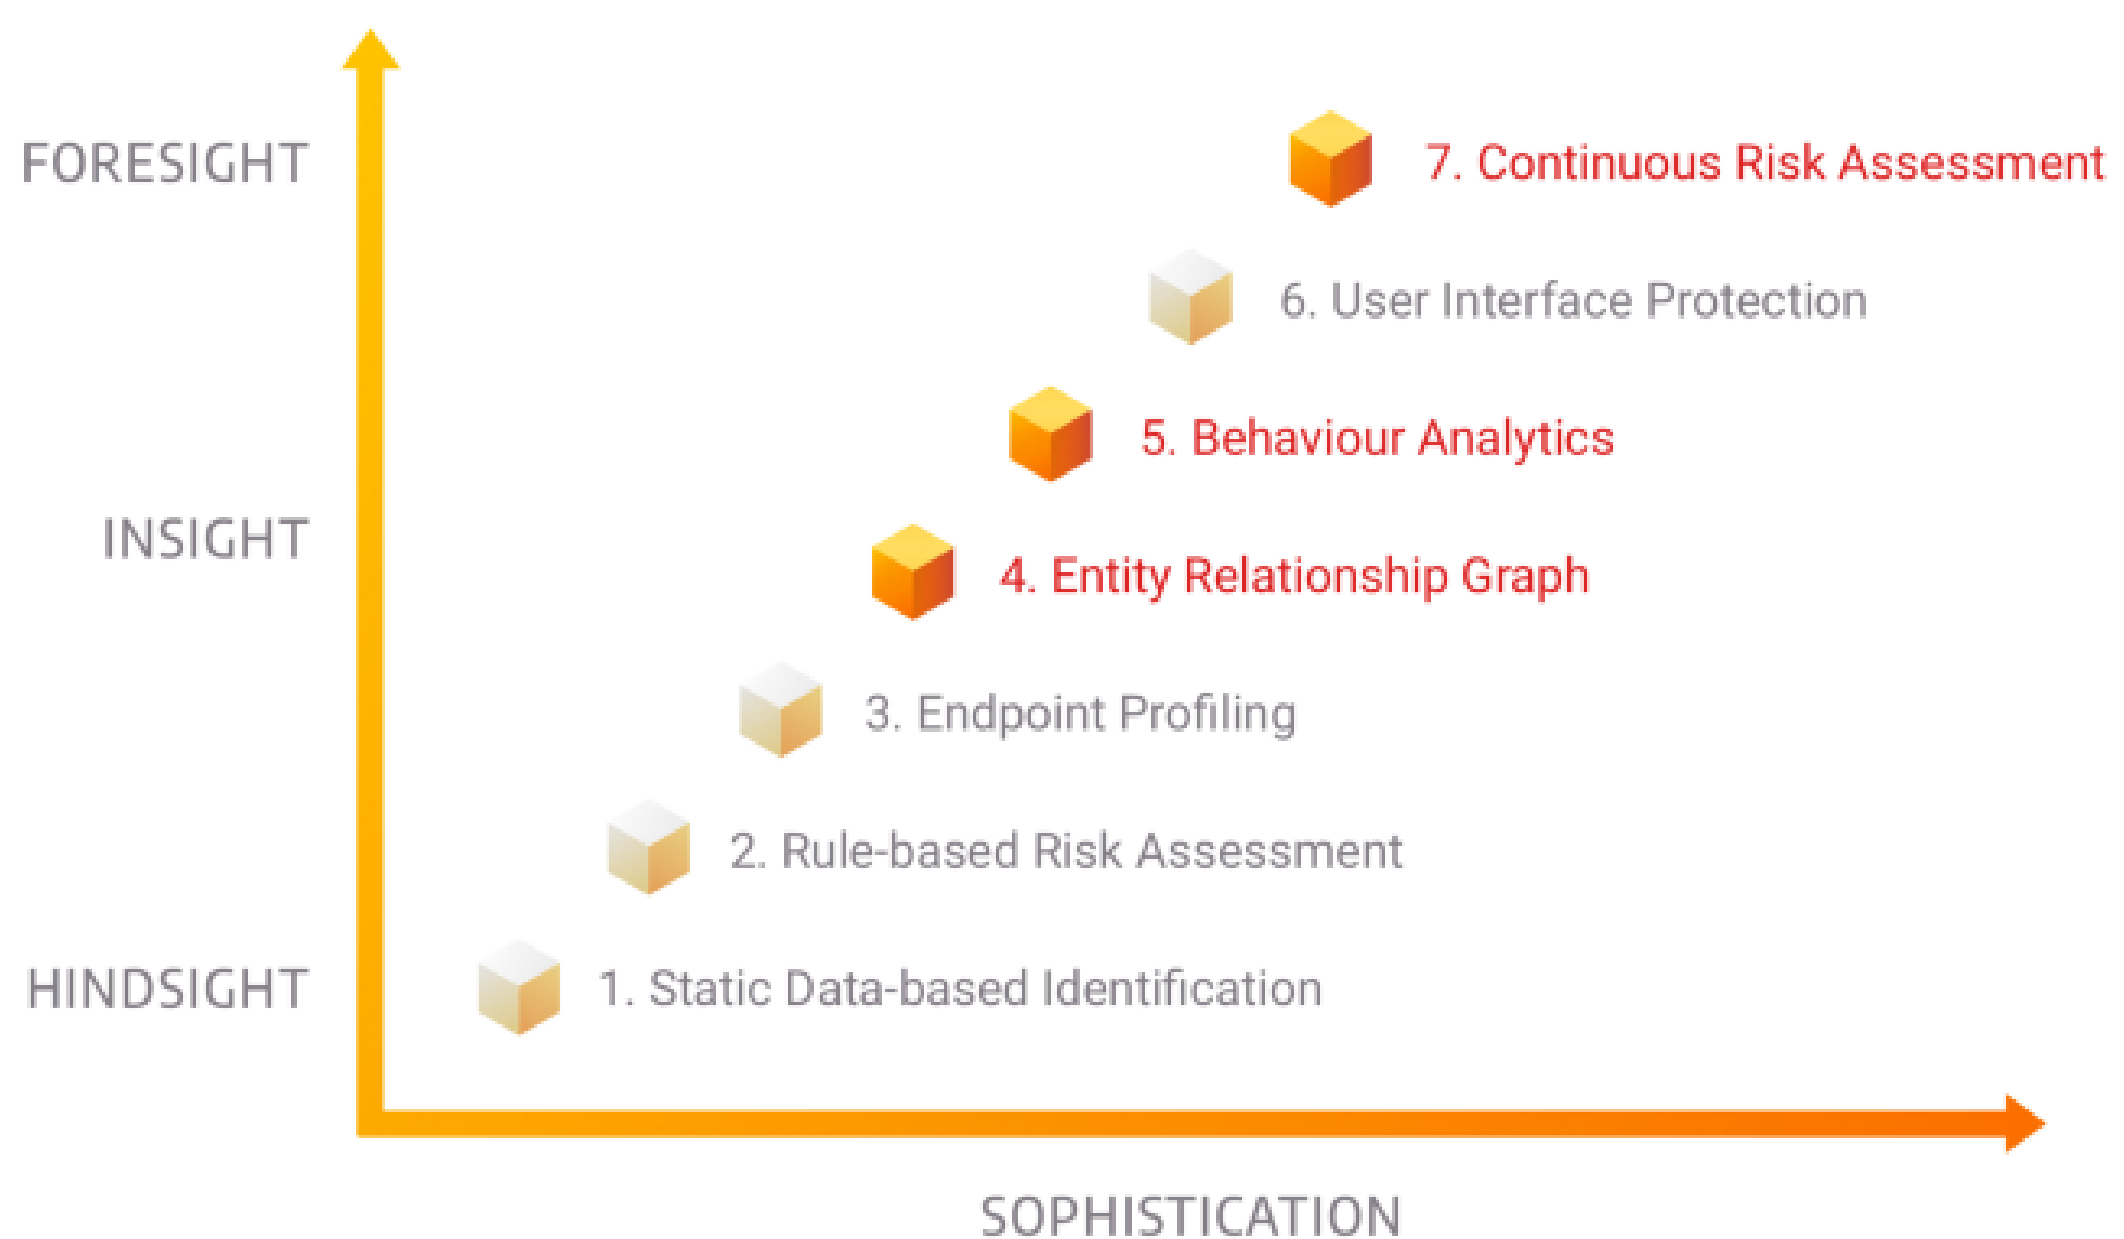 FORESIGHT
7. Continuous Risk Assessment
6. User Interface Protection
5. Behaviour Analytics
INSIGHT
4. Entity Relationship Graph
3. Endpoint Profiling
2. Rule-based Risk Assessment
HINDSIGHT
1. Static Data-based Identification
SOPHISTICATION